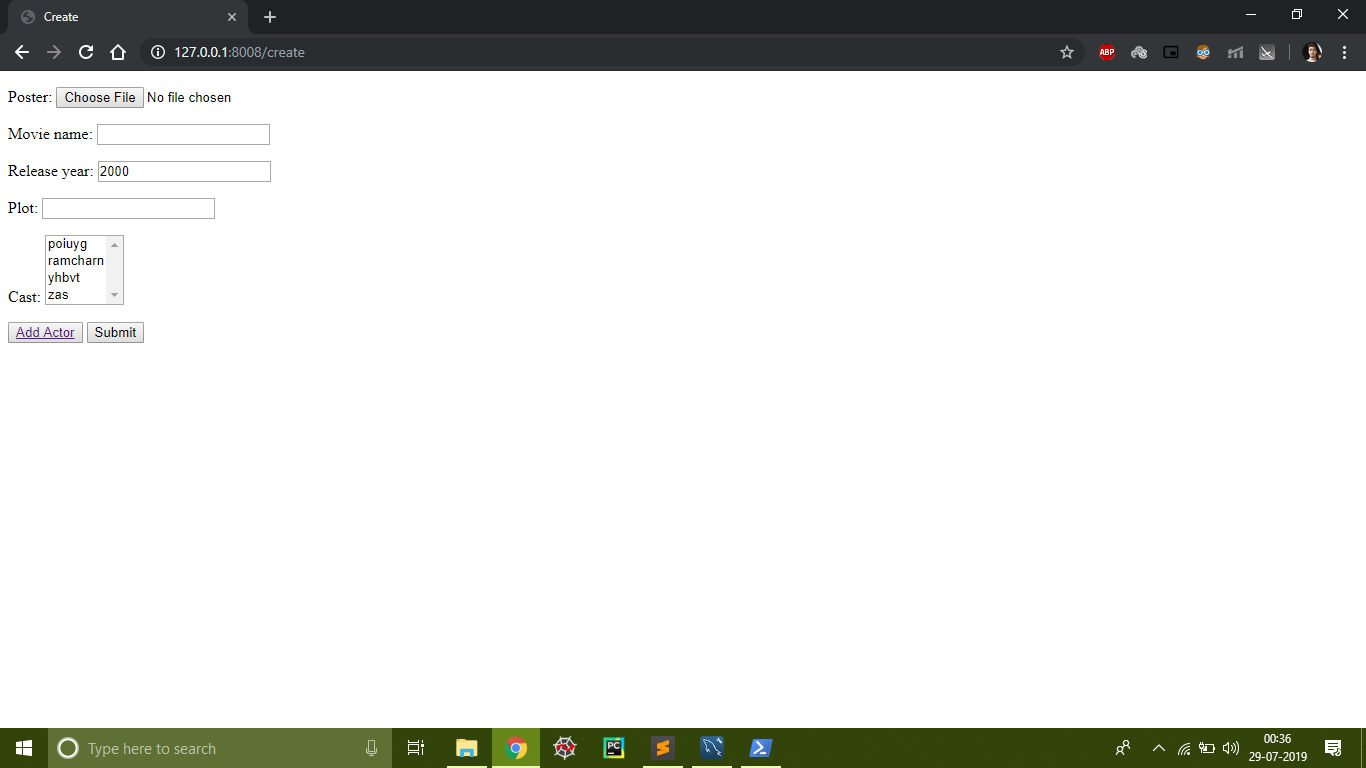 Create
127.0.0.1:8008/create
ABP
Poster: Choose File No file chosen
Movie name:
Release year: 2000
Plot:
poiuyg
ramcharn
yhbvt
zas
Cast:
Add Actor Submit
Type here to search
PC
00:36
29-07-2019